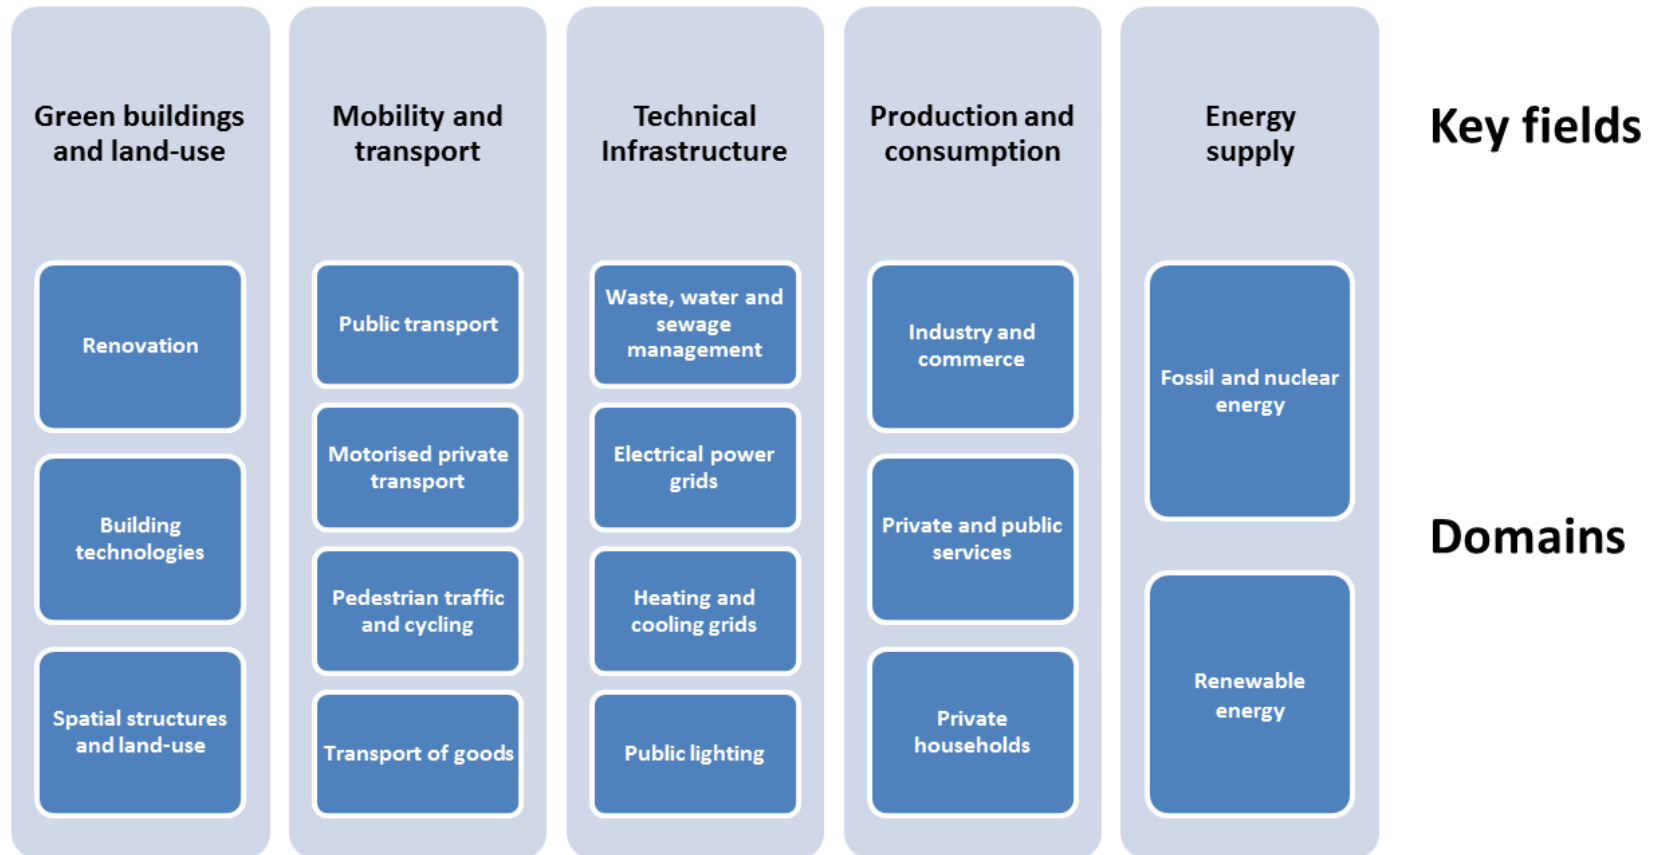 Green buildings
and land-use
Mobility and
transport
Technical
Infrastructure
Production and
consumption
Energy
supply
Key fields
Renovation
Building
technologies
Spatial structures
and land-use
Public transport
Motorised private
transport
Pedestrian traffic
and cycling
Transport of goods
Waste, water and
sewage
management
Electrical power
grids
Heating and
cooling grids
Public lighting
Industry and
commerce
Private and public
services
Private
households
Fossil and nuclear
energy
Renewable
energy
Domains